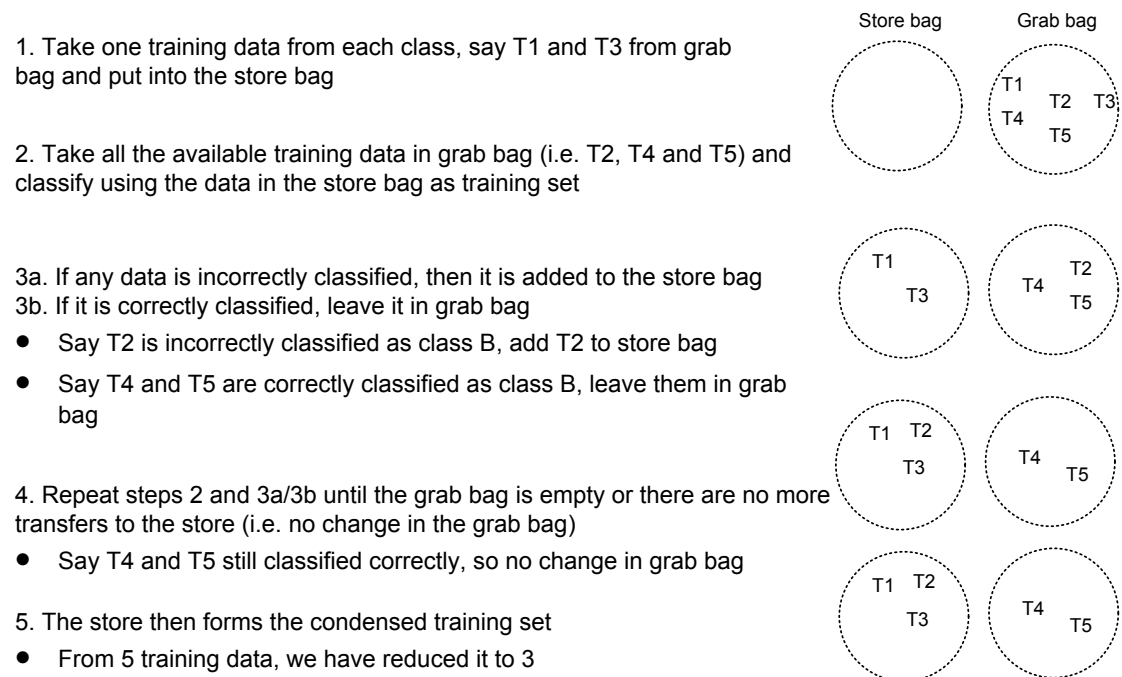 Store bag Grab bag
1. Take one training data from each class, say T1 and T3 from grab
bag and put into the store bag
T1
T2 T3
T4
T5
2. Take all the available training data in grab bag (i.e. T2, T4 and T5) and
classify using the data in the store bag as training set
3a. If any data is incorrectly classified, then it is added to the store bag
3b. If it is correctly classified, leave it in grab bag
● Say T2 is incorrectly classified as class B, add T2 to store bag
● Say T4 and T5 are correctly classified as class B, leave them in grab
bag
T1
T3
T2
T4
T5
T1 T2
T3
T4
T5
4. Repeat steps 2 and 3a/3b until the grab bag is empty or there are no more
transfers to the store (i.e. no change in the grab bag)
● Say T4 and T5 still classified correctly, so no change in grab bag
5. The store then forms the condensed training set
● From 5 training data, we have reduced it to 3
T1 T2
T3
T4
T5